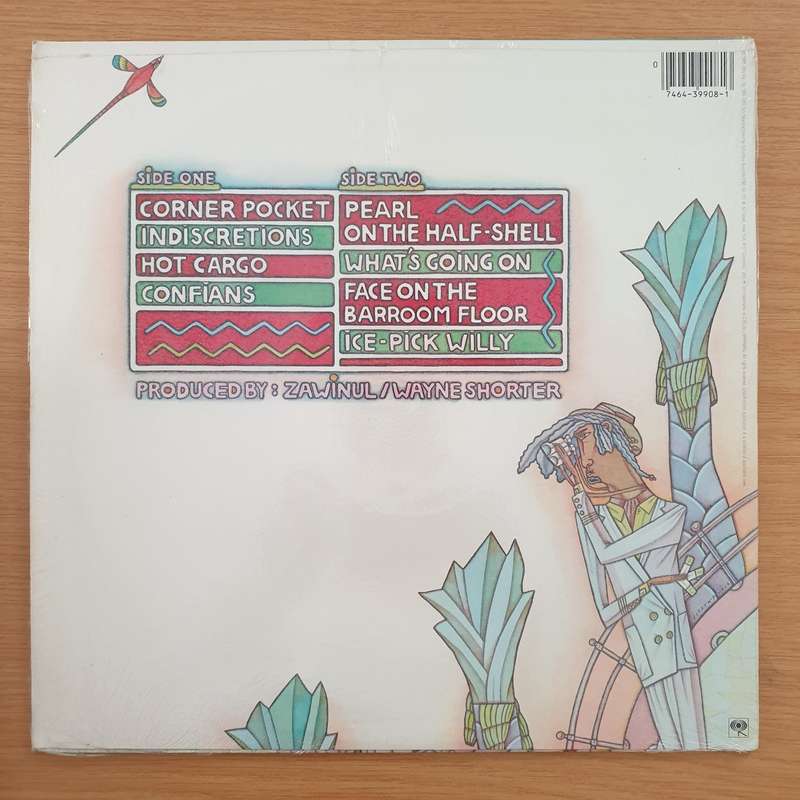 0
7464-39908-1
SiDE ONE
CORNER POCKET
INDISCRETIONS
HOT CARGO
CONFiANS
SiDE TWO
PEARL
ON THE HALF-SHELL
WHAT'S GOING ON
FACE ON THE
BARROOM FLOOR
iCE-PICK WILLY
PRODUCED BY: ZAWiNUL/WAYNE SHORTER